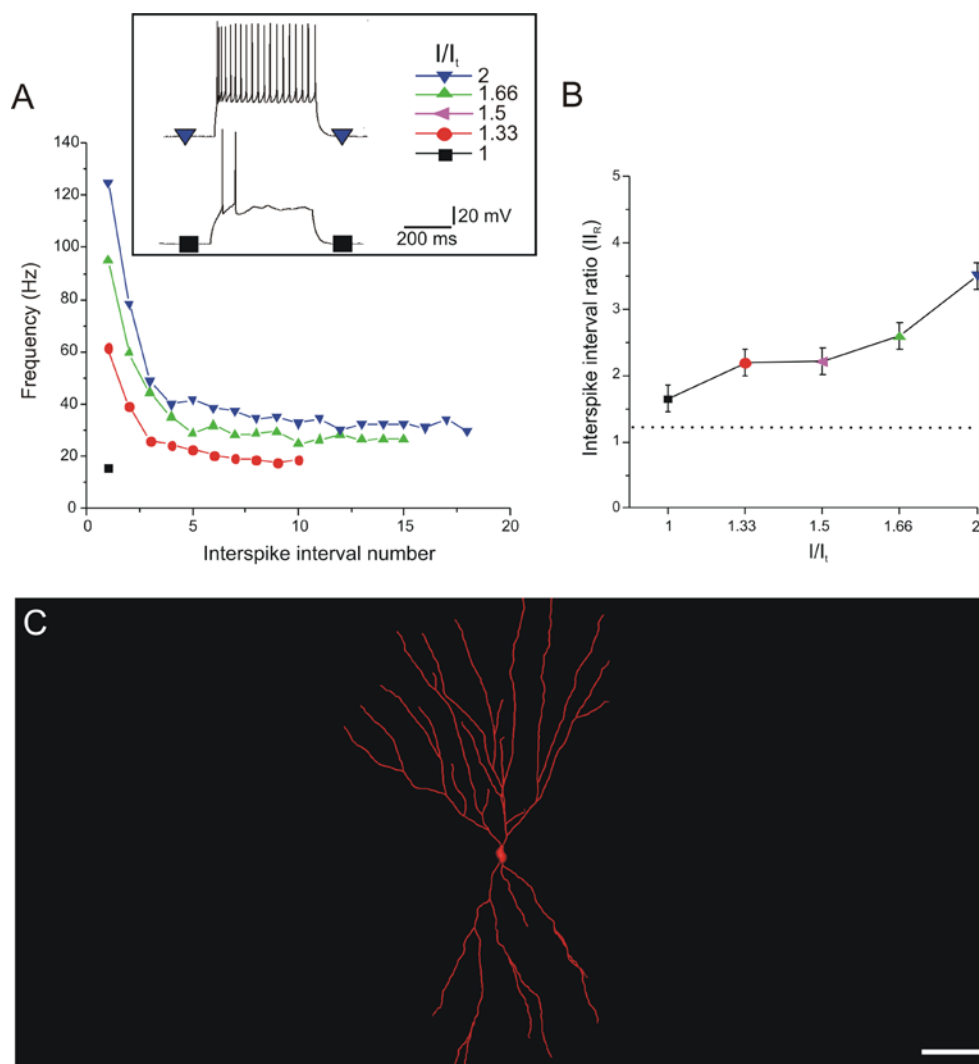 A
I/Iₜ
2
1.66
1.5
1.33
1
20 mV
200 ms
140
120
100
80
60
40
20
0
0
5
10
15
20
Frequency (Hz)
Interspike interval number
B
5
4
3
2
1
0
1
1.33
1.5
1.66
2
Interspike interval ratio (II_R)
I/Iₜ
C